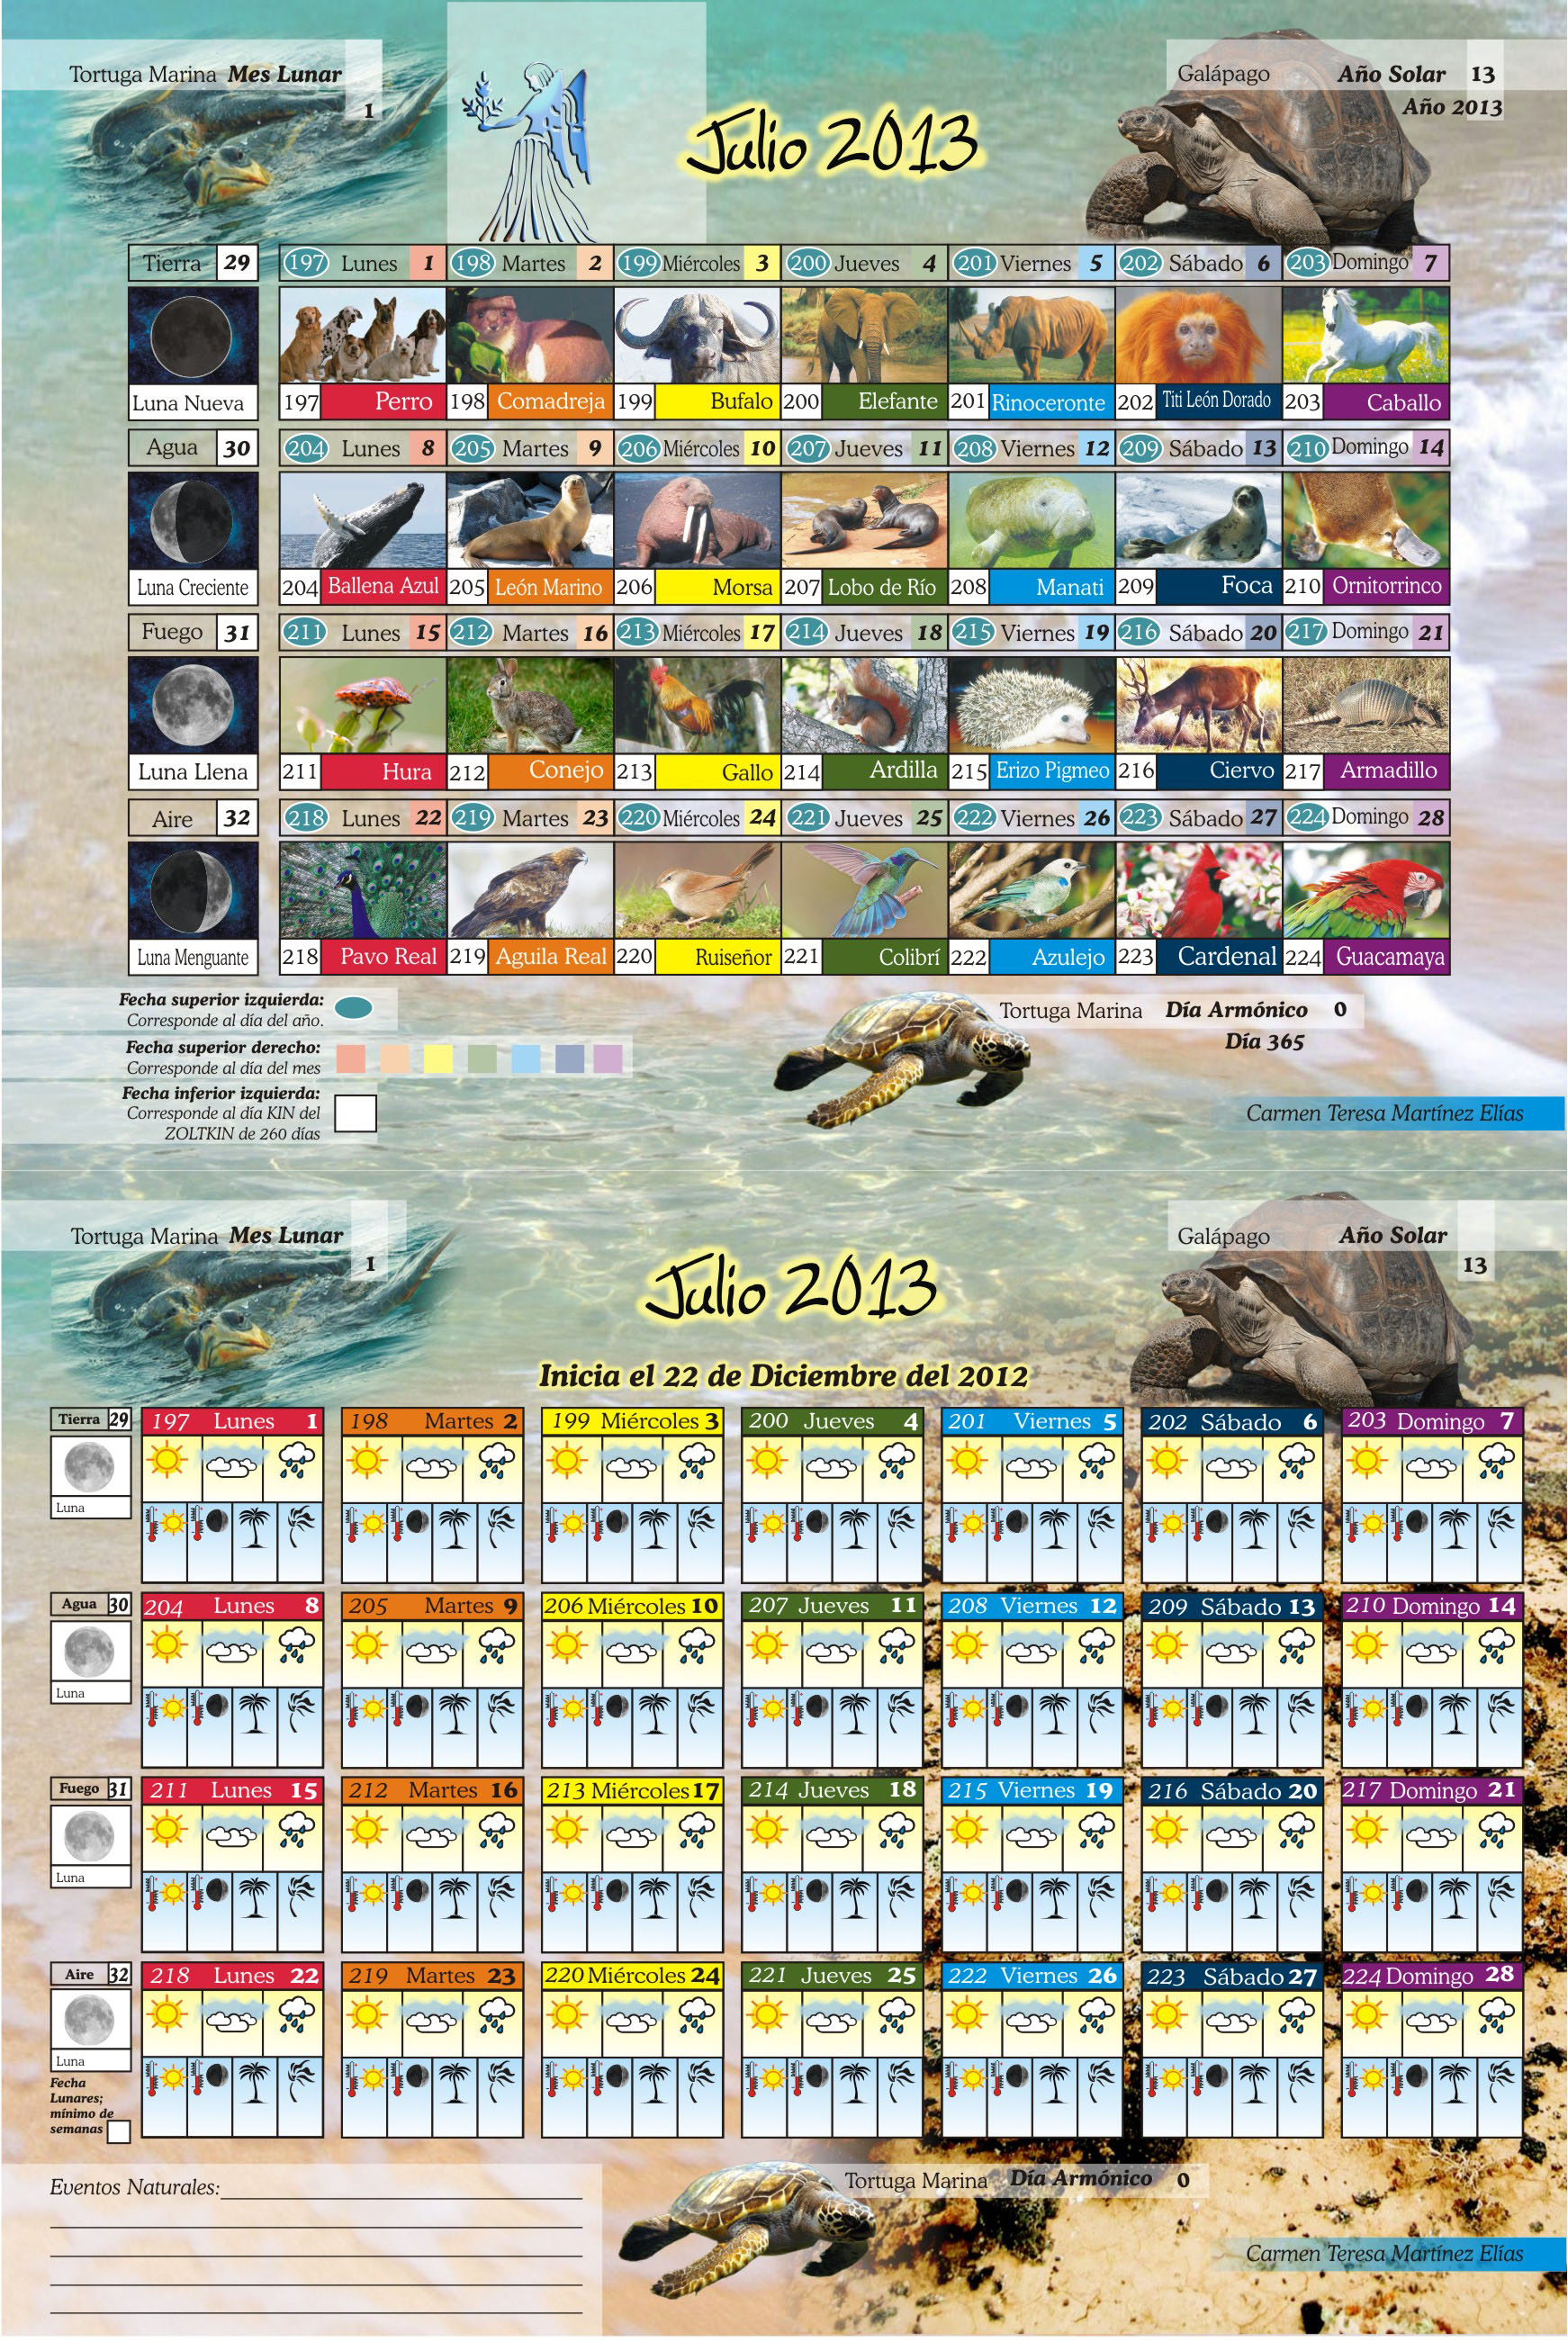 Tortuga Marina Mes Lunar
1
Julio 2013
Galápago Año Solar 13
Año 2013
Tierra 29 197 Lunes 1 198 Martes 2 199 Miércoles 3 200 Jueves 4 201 Viernes 5 202 Sábado 6 203 Domingo 7
Luna Nueva 197 Perro 198 Comadreja 199 Bufalo 200 Elefante 201 Rinoceronte 202 Titi León Dorado 203 Caballo
Agua 30 204 Lunes 8 205 Martes 9 206 Miércoles 10 207 Jueves 11 208 Viernes 12 209 Sábado 13 210 Domingo 14
Luna Creciente 204 Ballena Azul 205 León Marino 206 Morsa 207 Lobo de Río 208 Manati 209 Foca 210 Ornitorrinco
Fuego 31 211 Lunes 15 212 Martes 16 213 Miércoles 17 214 Jueves 18 215 Viernes 19 216 Sábado 20 217 Domingo 21
Luna Llena 211 Hura 212 Conejo 213 Gallo 214 Ardilla 215 Erizo Pigmeo 216 Ciervo 217 Armadillo
Aire 32 218 Lunes 22 219 Martes 23 220 Miércoles 24 221 Jueves 25 222 Viernes 26 223 Sábado 27 224 Domingo 28
Luna Menguante 218 Pavo Real 219 Aguila Real 220 Ruiseñor 221 Colibrí 222 Azulejo 223 Cardenal 224 Guacamaya
Fecha superior izquierda:
Corresponde al día del año.
Fecha superior derecho:
Corresponde al día del mes
Fecha inferior izquierda:
Corresponde al día KIN del
ZOLTKIN de 260 días
Tortuga Marina Día Armónico 0
Día 365
Carmen Teresa Martínez Elías
Tortuga Marina Mes Lunar
1
Julio 2013
Galápago Año Solar
13
Inicia el 22 de Diciembre del 2012
Tierra 29 197 Lunes 1 198 Martes 2 199 Miércoles 3 200 Jueves 4 201 Viernes 5 202 Sábado 6 203 Domingo 7
Luna
Agua 30 204 Lunes 8 205 Martes 9 206 Miércoles 10 207 Jueves 11 208 Viernes 12 209 Sábado 13 210 Domingo 14
Luna
Fuego 31 211 Lunes 15 212 Martes 16 213 Miércoles 17 214 Jueves 18 215 Viernes 19 216 Sábado 20 217 Domingo 21
Luna
Aire 32 218 Lunes 22 219 Martes 23 220 Miércoles 24 221 Jueves 25 222 Viernes 26 223 Sábado 27 224 Domingo 28
Luna
Fecha
Lunares;
mínimo de
semanas
Eventos Naturales:
Tortuga Marina Día Armónico 0
Carmen Teresa Martínez Elías